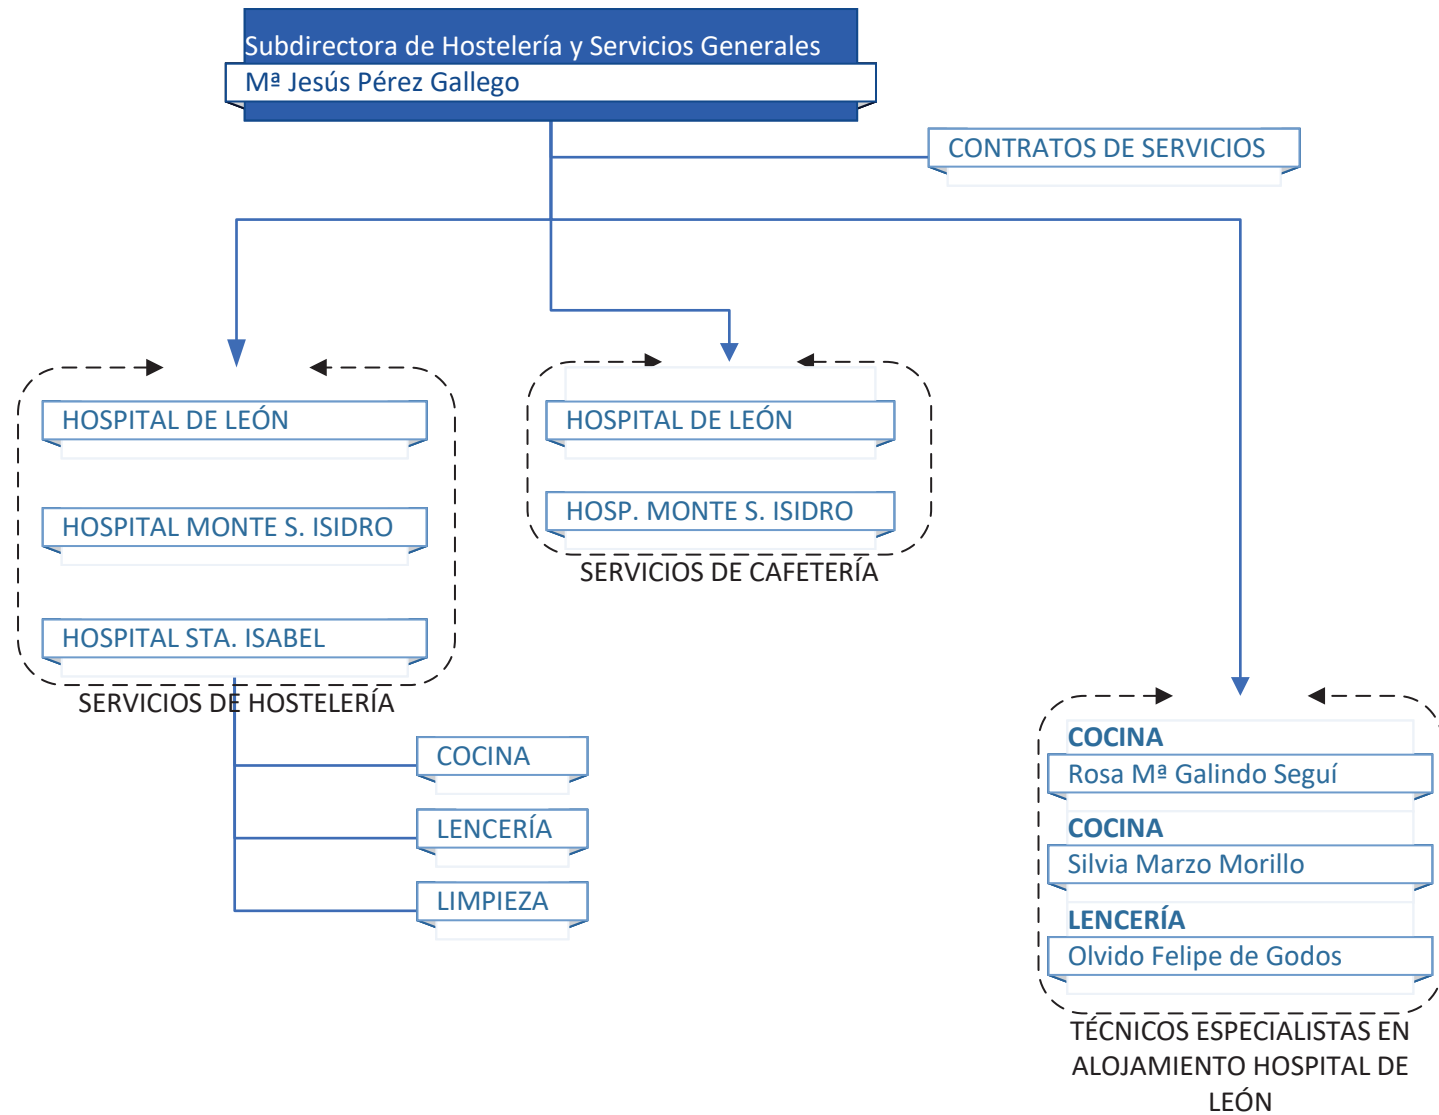 Subdirectora de Hostelería y Servicios Generales
Mª Jesús Pérez Gallego
CONTRATOS DE SERVICIOS
HOSPITAL DE LEÓN
HOSPITAL MONTE S. ISIDRO
HOSPITAL STA. ISABEL
SERVICIOS DE HOSTELERÍA
COCINA
LENCERÍA
LIMPIEZA
HOSPITAL DE LEÓN
HOSP. MONTE S. ISIDRO
SERVICIOS DE CAFETERÍA
COCINA
Rosa Mª Galindo Seguí
COCINA
Silvia Marzo Morillo
LENCERÍA
Olvido Felipe de Godos
TÉCNICOS ESPECIALISTAS EN
ALOJAMIENTO HOSPITAL DE
LEÓN